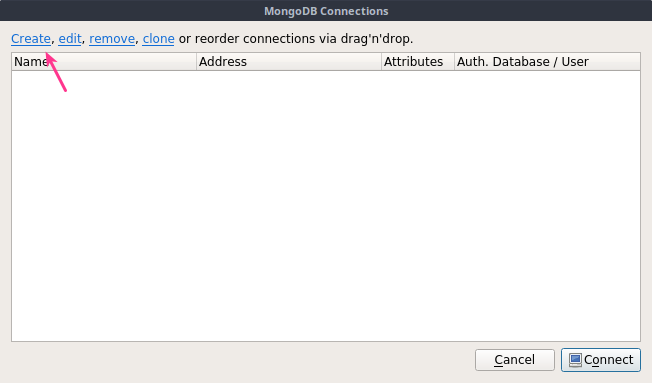 MongoDB Connections
Create, edit, remove, clone or reorder connections via drag'n'drop.
Name Address Attributes Auth. Database / User
Cancel Connect